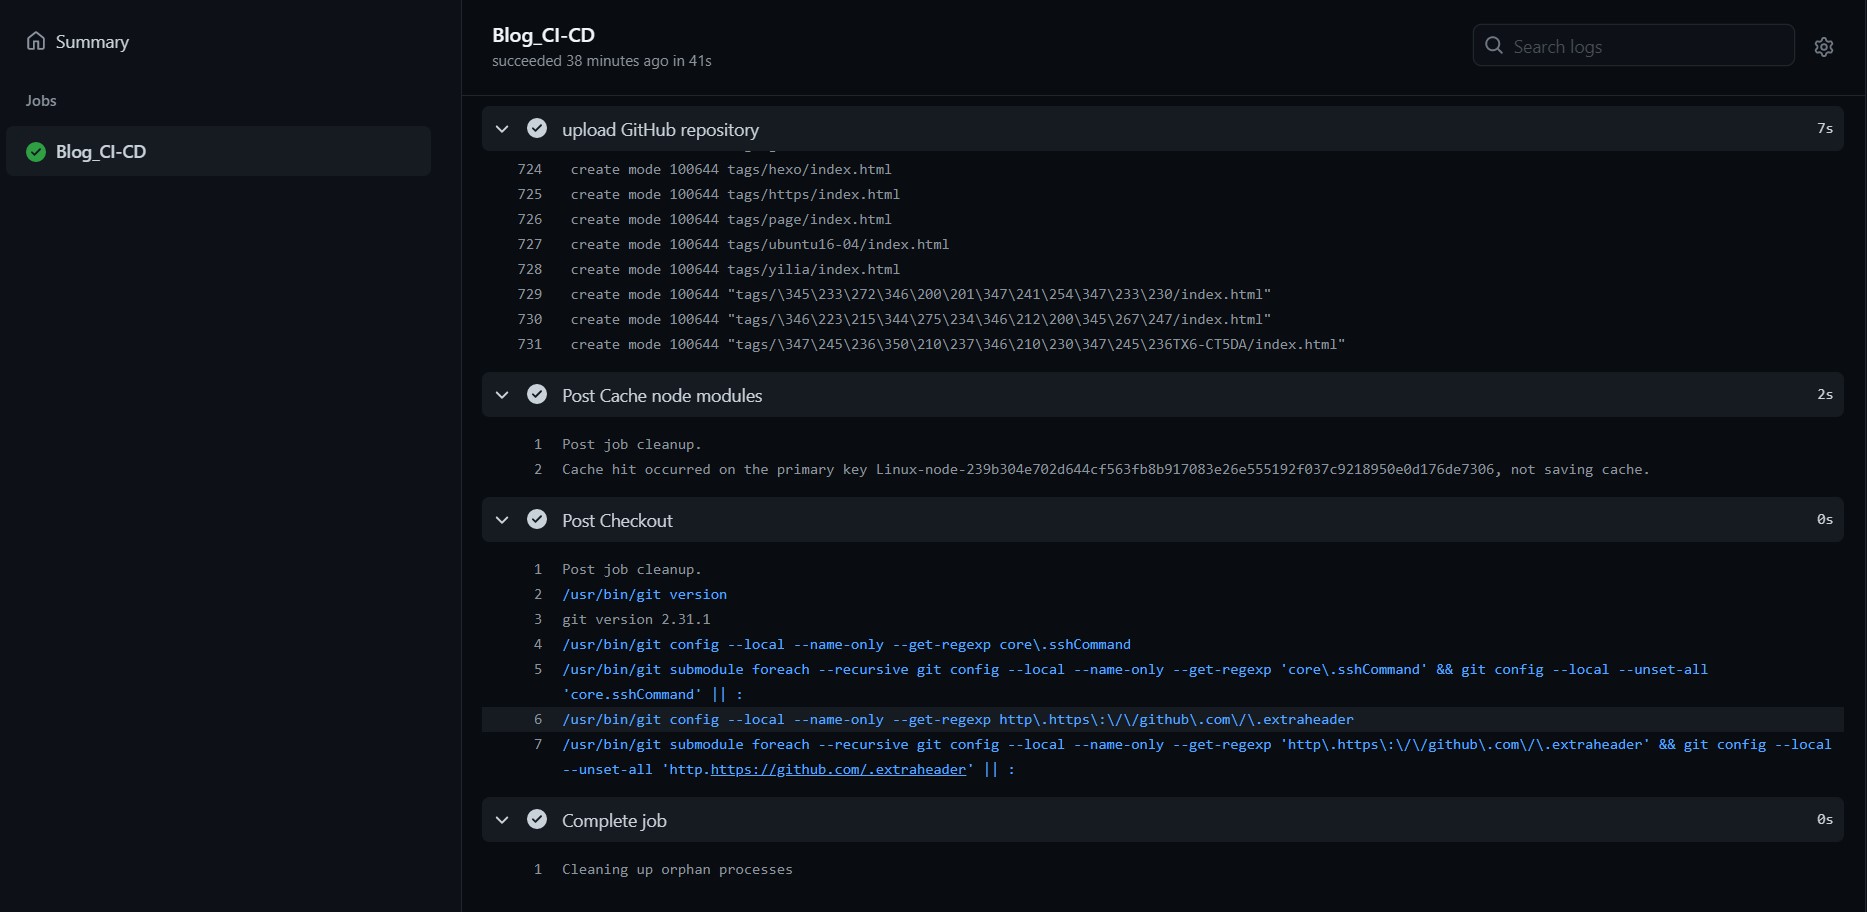 Summary
Jobs
Blog_CI-CD
Blog_CI-CD
succeeded 38 minutes ago in 41s
Search logs
upload GitHub repository 7s
724 create mode 100644 tags/hexo/index.html
725 create mode 100644 tags/https/index.html
726 create mode 100644 tags/page/index.html
727 create mode 100644 tags/ubuntu16-04/index.html
728 create mode 100644 tags/yilia/index.html
729 create mode 100644 "tags/\345\233\272\346\200\201\347\241\254\347\233\230/index.html"
730 create mode 100644 "tags/\346\223\215\344\275\234\346\212\200\345\267\247/index.html"
731 create mode 100644 "tags/\347\245\236\350\210\237\346\210\230\347\245\236TX6-CT5DA/index.html"
Post Cache node modules 2s
1 Post job cleanup.
2 Cache hit occurred on the primary key Linux-node-239b304e702d644cf563fb8b917083e26e555192f037c9218950e0d176de7306, not saving cache.
Post Checkout 0s
1 Post job cleanup.
2 /usr/bin/git version
3 git version 2.31.1
4 /usr/bin/git config --local --name-only --get-regexp core\.sshCommand
5 /usr/bin/git submodule foreach --recursive git config --local --name-only --get-regexp 'core\.sshCommand' && git config --local --unset-all
'core.sshCommand' || :
6 /usr/bin/git config --local --name-only --get-regexp http\.https\:\/\/github\.com\/\.extraheader
7 /usr/bin/git submodule foreach --recursive git config --local --name-only --get-regexp 'http\.https\:\/\/github\.com\/\.extraheader' && git config --local
--unset-all 'http.https://github.com/.extraheader' || :
Complete job 0s
1 Cleaning up orphan processes